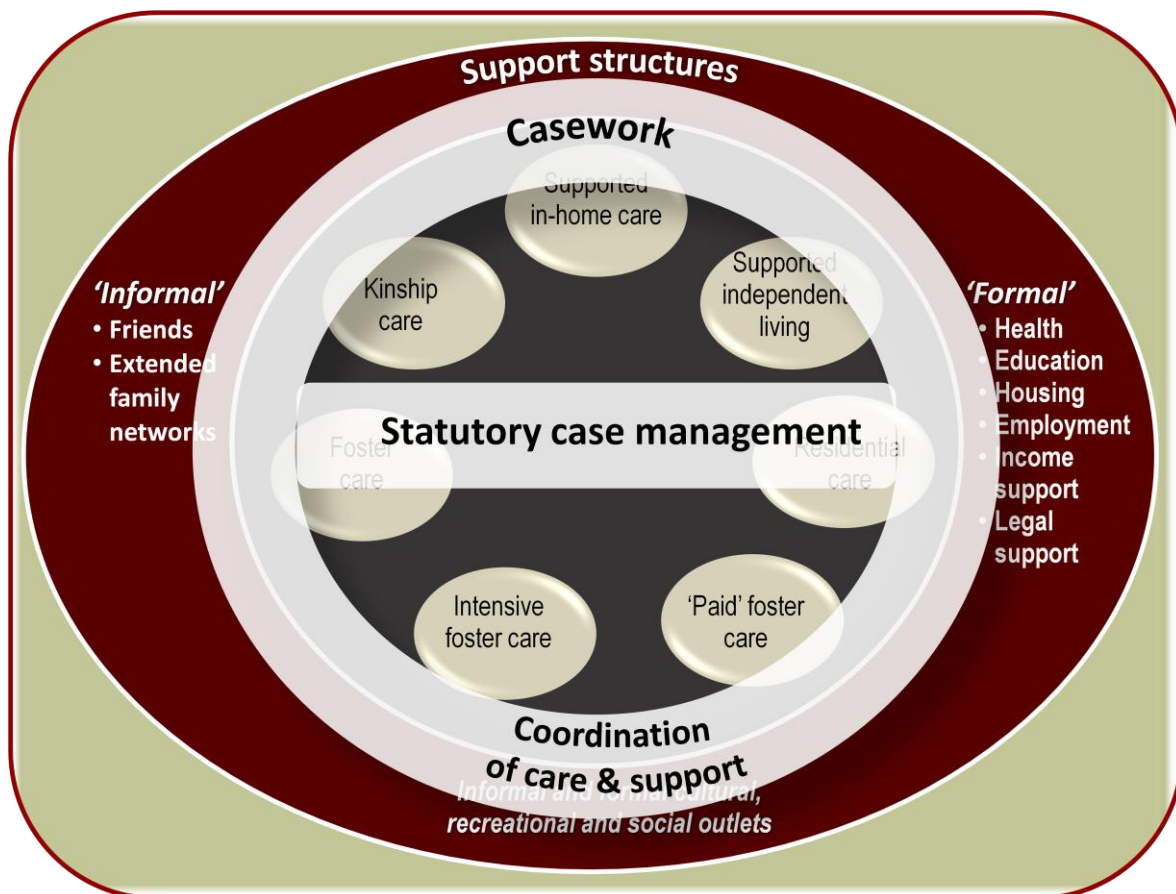 Support structures
Casework
Supported
in-home care
Kinship
care
Supported
independent
living
‘Informal’
• Friends
• Extended
family
networks
‘Formal’
• Health
• Education
• Housing
• Employment
• Income
support
• Legal
support
Statutory case management
Foster
care
Residential
care
Intensive
foster care
‘Paid’ foster
care
Coordination
of care & support
Informal and formal cultural,
recreational and social outlets